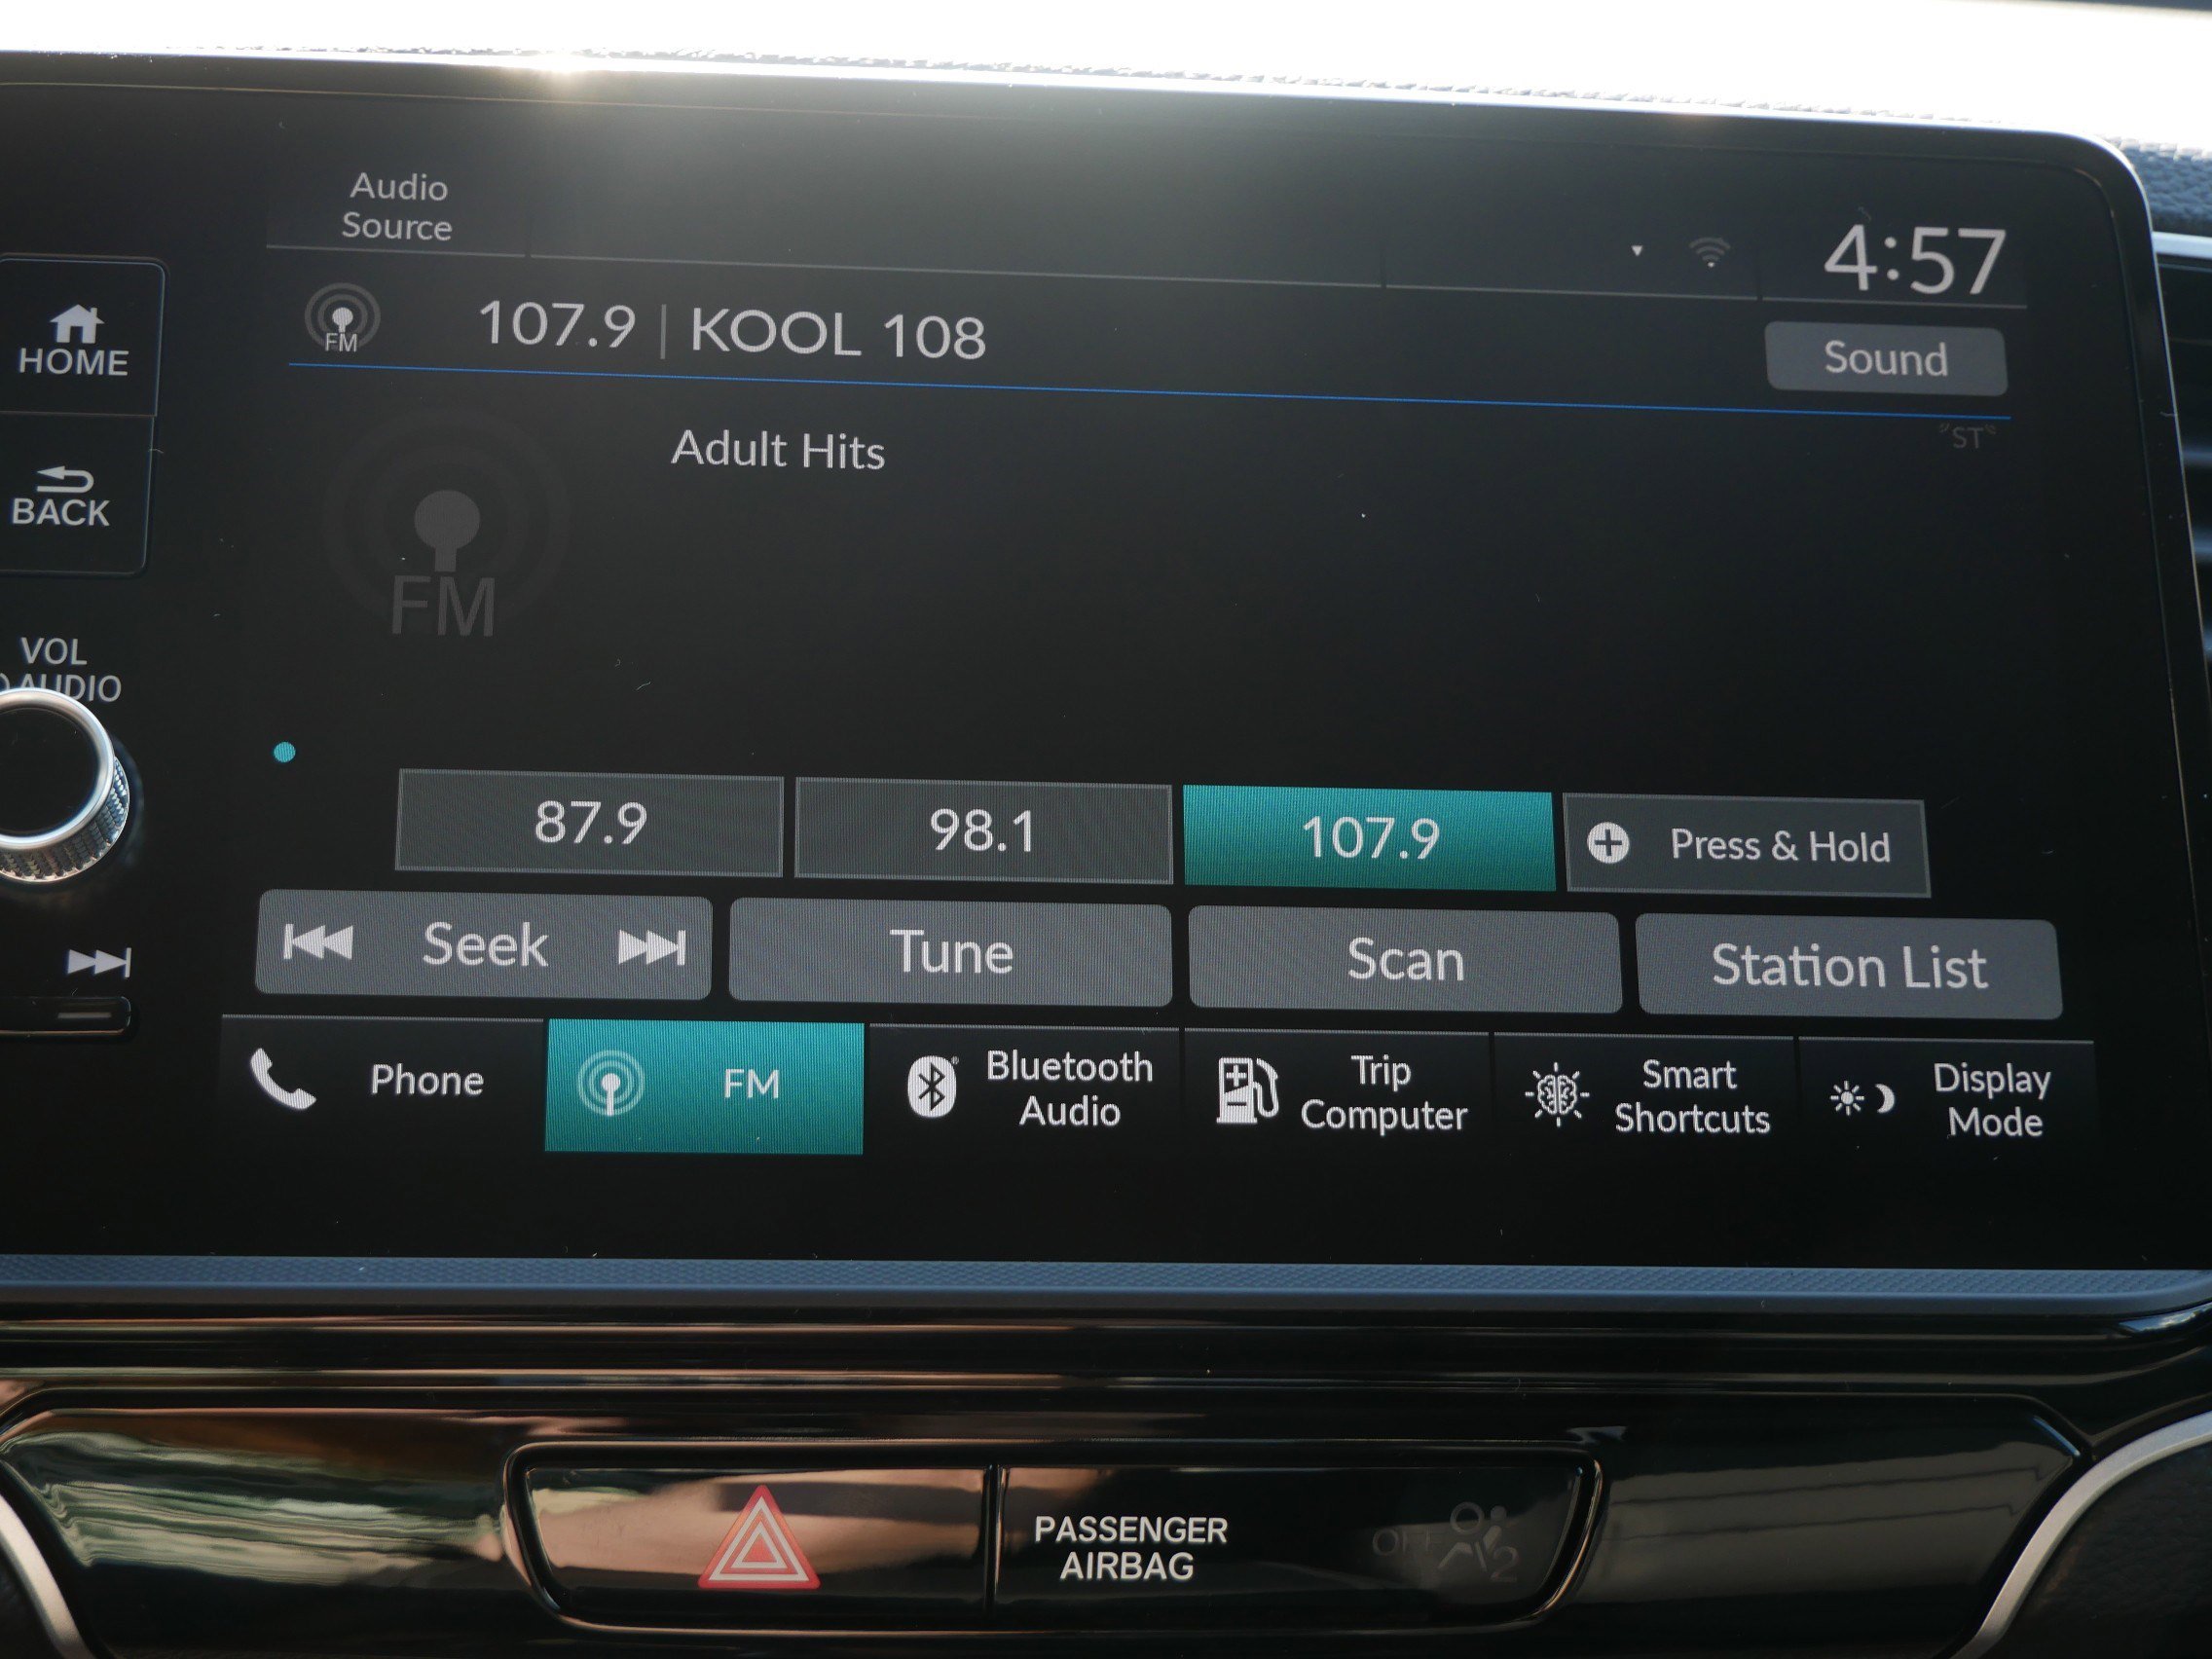 Audio
Source
4:57
FM
107.9 | KOOL 108
Sound
HOME
Adult Hits
"ST"
BACK
FM
VOL
AUDIO
87.9
98.1
107.9
Press & Hold
Seek
Tune
Scan
Station List
Phone
FM
Bluetooth
Audio
Trip
Computer
Smart
Shortcuts
Display
Mode
PASSENGER
AIRBAG
OFF
2